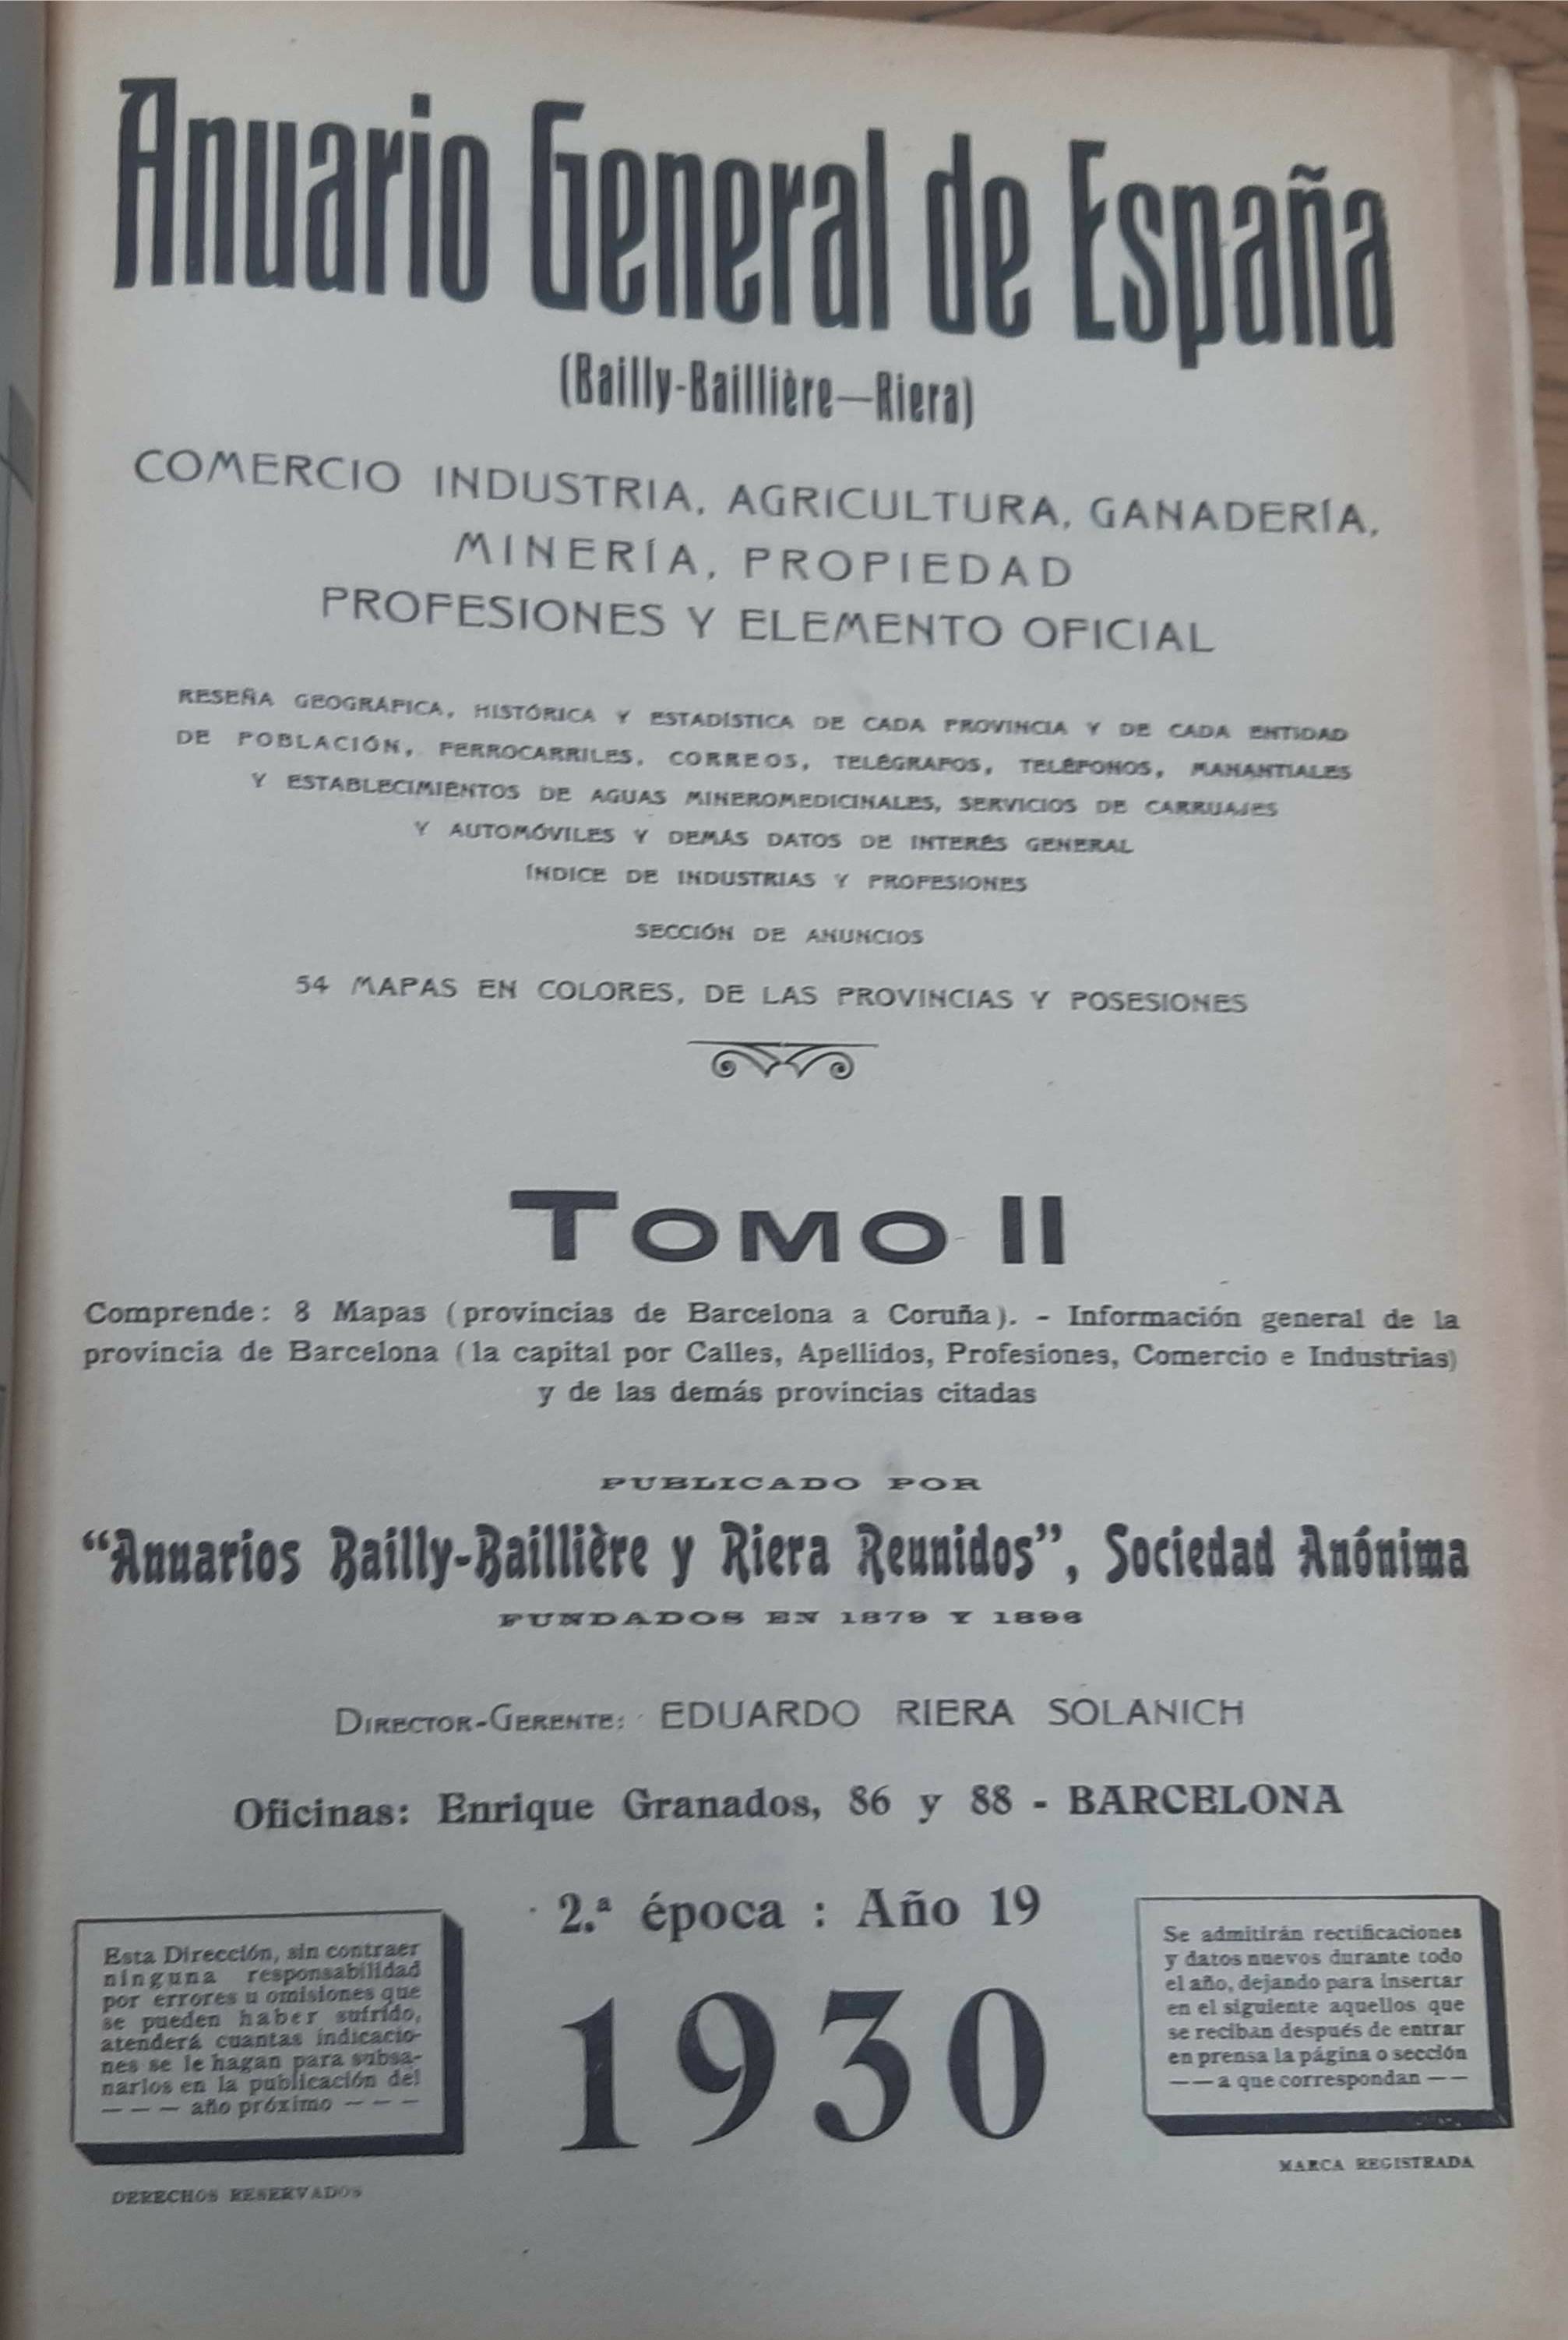 Anuario General de España
(Bailly-Baillière—Riera)
COMERCIO INDUSTRIA, AGRICULTURA, GANADERÍA,
MINERÍA, PROPIEDAD
PROFESIONES Y ELEMENTO OFICIAL
RESEÑA GEOGRÁFICA, HISTÓRICA Y ESTADÍSTICA DE CADA PROVINCIA Y DE CADA ENTIDAD
DE POBLACIÓN, FERROCARRILES, CORREOS, TELÉGRAFOS, TELÉFONOS, MANANTIALES
Y ESTABLECIMIENTOS DE AGUAS MINEROMEDICINALES, SERVICIOS DE CARRUAJES
Y AUTOMÓVILES Y DEMÁS DATOS DE INTERÉS GENERAL
ÍNDICE DE INDUSTRIAS Y PROFESIONES
SECCIÓN DE ANUNCIOS
54 MAPAS EN COLORES, DE LAS PROVINCIAS Y POSESIONES
TOMO II
Comprende: 8 Mapas (provincias de Barcelona a Coruña). - Información general de la
provincia de Barcelona (la capital por Calles, Apellidos, Profesiones, Comercio e Industrias)
y de las demás provincias citadas
PUBLICADO POR
“Anuarios Bailly-Baillière y Riera Reunidos”, Sociedad Anónima
FUNDADOS EN 1879 Y 1896
DIRECTOR-GERENTE: EDUARDO RIERA SOLANICH
Oficinas: Enrique Granados, 86 y 88 - BARCELONA
2.ª época : Año 19
1930
Esta Dirección, sin contraer
ninguna responsabilidad
por errores u omisiones que
se pueden haber sufrido,
atenderá cuantas indicacio-
nes se le hagan para subsa-
narlos en la publicación del
— — — año próximo — — —
DERECHOS RESERVADOS
Se admitirán rectificaciones
y datos nuevos durante todo
el año, dejando para insertar
en el siguiente aquellos que
se reciban después de entrar
en prensa la página o sección
— — a que correspondan — —
MARCA REGISTRADA